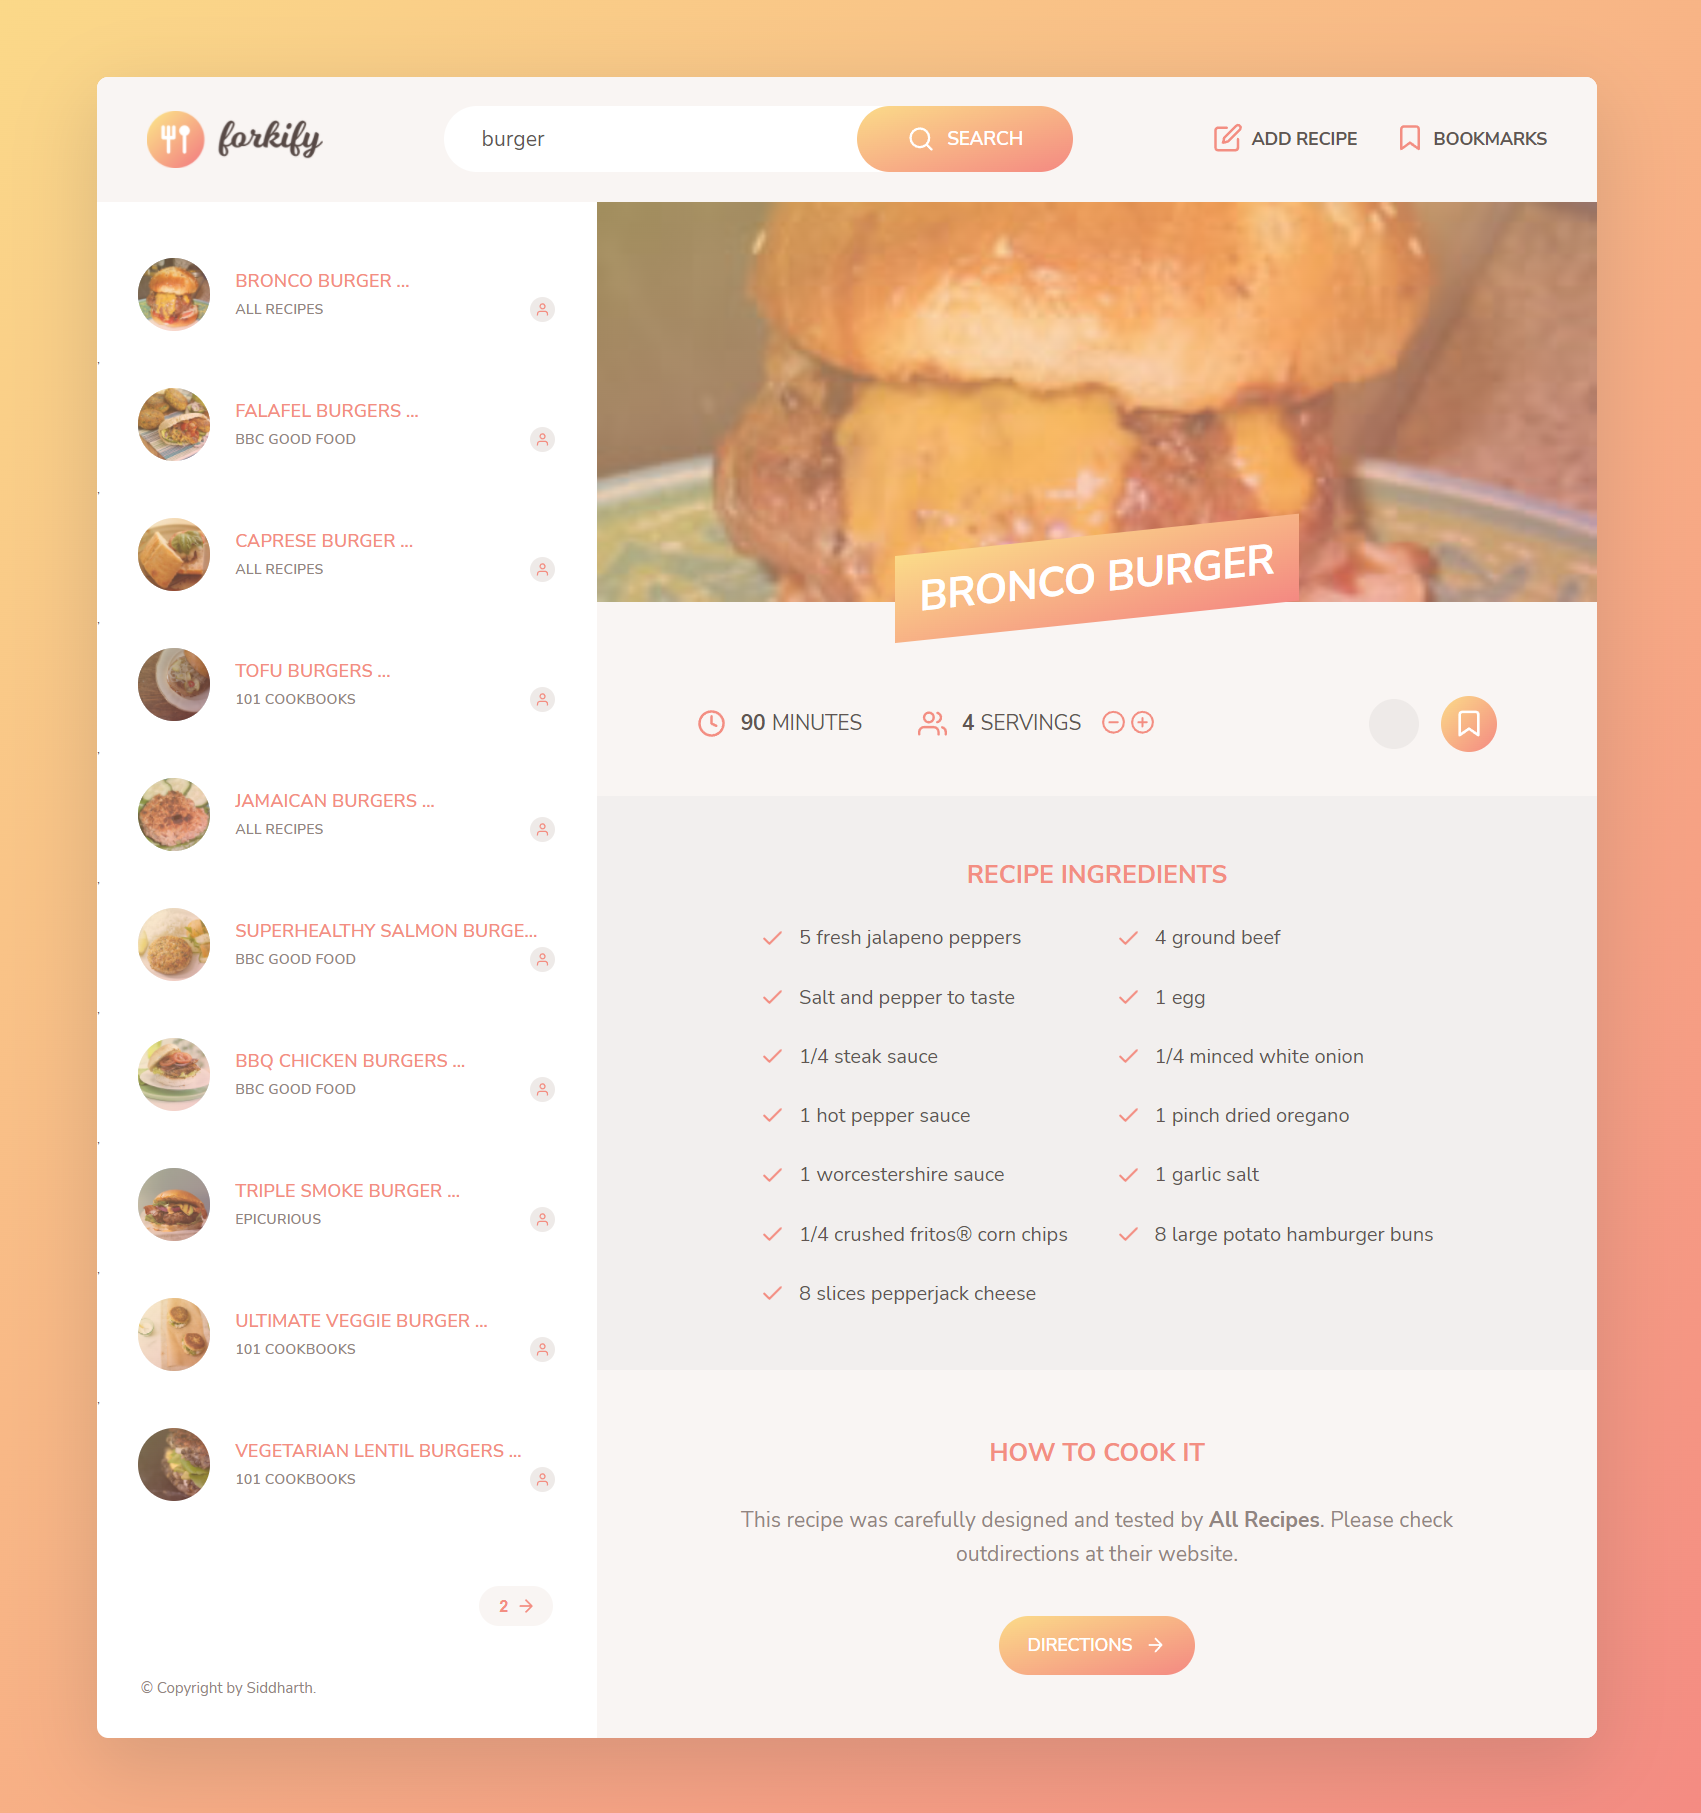 forkify
burger
SEARCH
ADD RECIPE
BOOKMARKS
BRONCO BURGER ...
ALL RECIPES
,
FALAFEL BURGERS ...
BBC GOOD FOOD
,
CAPRESE BURGER ...
ALL RECIPES
,
TOFU BURGERS ...
101 COOKBOOKS
,
JAMAICAN BURGERS ...
ALL RECIPES
,
SUPERHEALTHY SALMON BURGE...
BBC GOOD FOOD
,
BBQ CHICKEN BURGERS ...
BBC GOOD FOOD
,
TRIPLE SMOKE BURGER ...
EPICURIOUS
,
ULTIMATE VEGGIE BURGER ...
101 COOKBOOKS
,
VEGETARIAN LENTIL BURGERS ...
101 COOKBOOKS
2
© Copyright by Siddharth.
BRONCO BURGER
90 MINUTES
4 SERVINGS
RECIPE INGREDIENTS
5 fresh jalapeno peppers
4 ground beef
Salt and pepper to taste
1 egg
1/4 steak sauce
1/4 minced white onion
1 hot pepper sauce
1 pinch dried oregano
1 worcestershire sauce
1 garlic salt
1/4 crushed fritos® corn chips
8 large potato hamburger buns
8 slices pepperjack cheese
HOW TO COOK IT
This recipe was carefully designed and tested by All Recipes. Please check
outdirections at their website.
DIRECTIONS